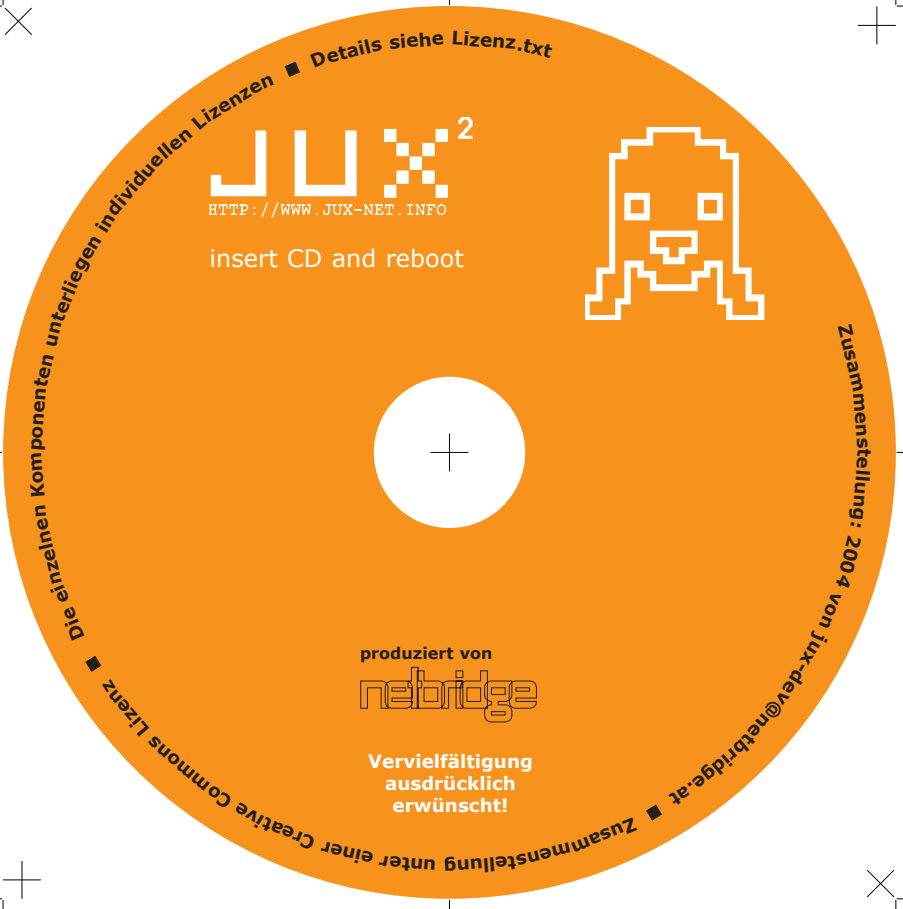 JUX²
HTTP://WWW.JUX-NET.INFO
insert CD and reboot
produziert von
netbridge
Vervielfältigung
ausdrücklich
erwünscht!
Zusammenstellung: 2004 von jux-dev@netbridge.at ■ Zusammenstellung unter einer Creative Commons Lizenz ■ Die einzelnen Komponenten unterliegen individuellen Lizenzen ■ Details siehe Lizenz.txt